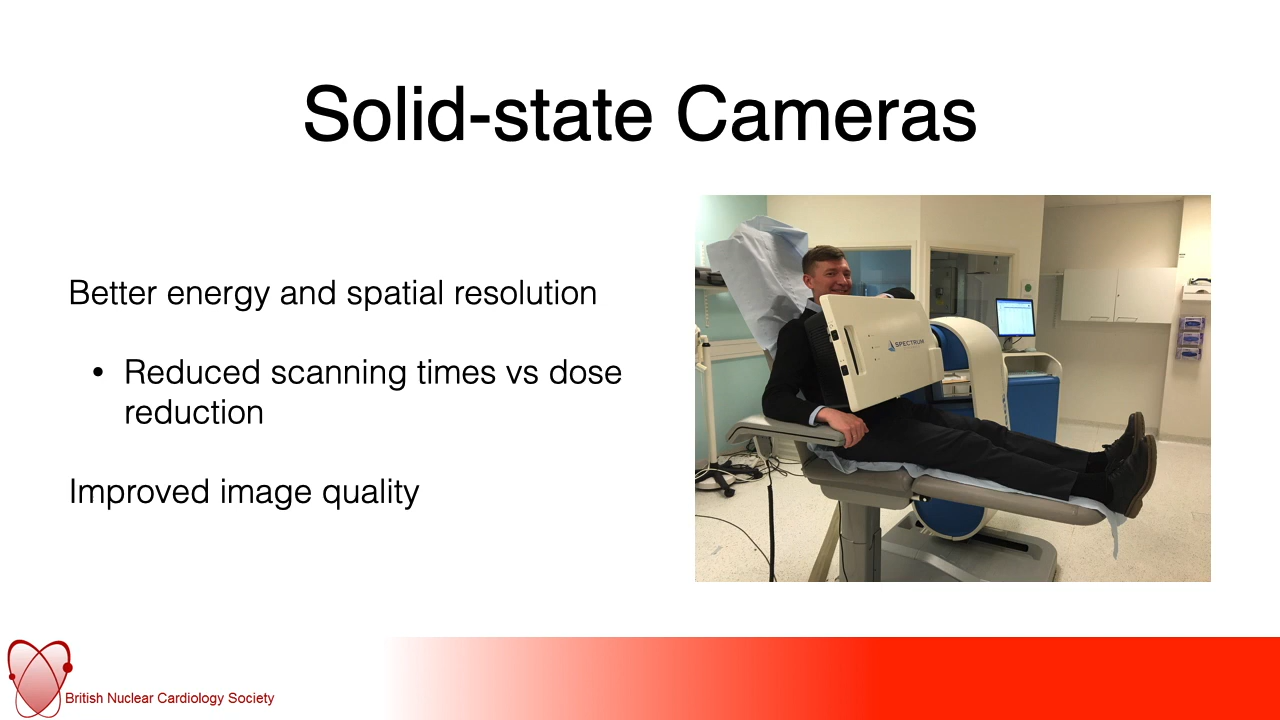 Solid-state Cameras
Better energy and spatial resolution
• Reduced scanning times vs dose
reduction
Improved image quality
SPECTRUM
British Nuclear Cardiology Society